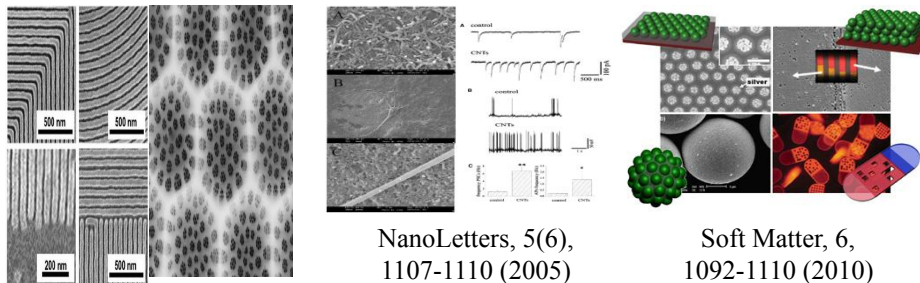 500 nm
500 nm
200 nm
500 nm
A
B
C
A
control
CNTs
100 pA
500 ms
B
control
CNTs
C
**
*
control
CNTs
control
CNTs
silver
NanoLetters, 5(6),
1107-1110 (2005)
Soft Matter, 6,
1092-1110 (2010)